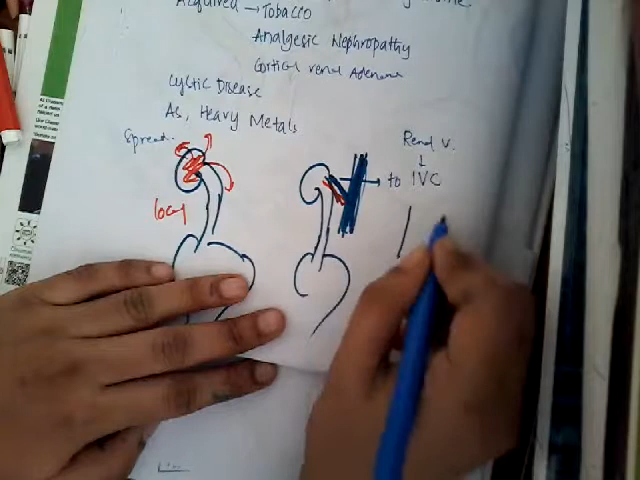 Acquired → Tobacco
Analgesic Nephropathy
Cortical renal Adenoma
Cystic Disease
As, Heavy Metals
Spread.
Renal V.
↓
→ to IVC
local